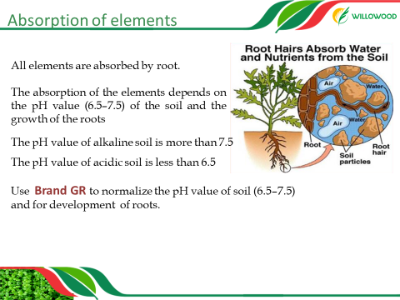 Absorption of elements
WILLOWOOD
All elements are absorbed by root.
The absorption of the elements depends on
the pH value (6.5–7.5) of the soil and the
growth of the roots
The pH value of alkaline soil is more than 7.5
The pH value of acidic soil is less than 6.5
Use Brand GR to normalize the pH value of soil (6.5–7.5)
and for development of roots.
Root Hairs Absorb Water
and Nutrients from the Soil
Air
Water
Water
Air
Root
Soil
particles
Root
hair